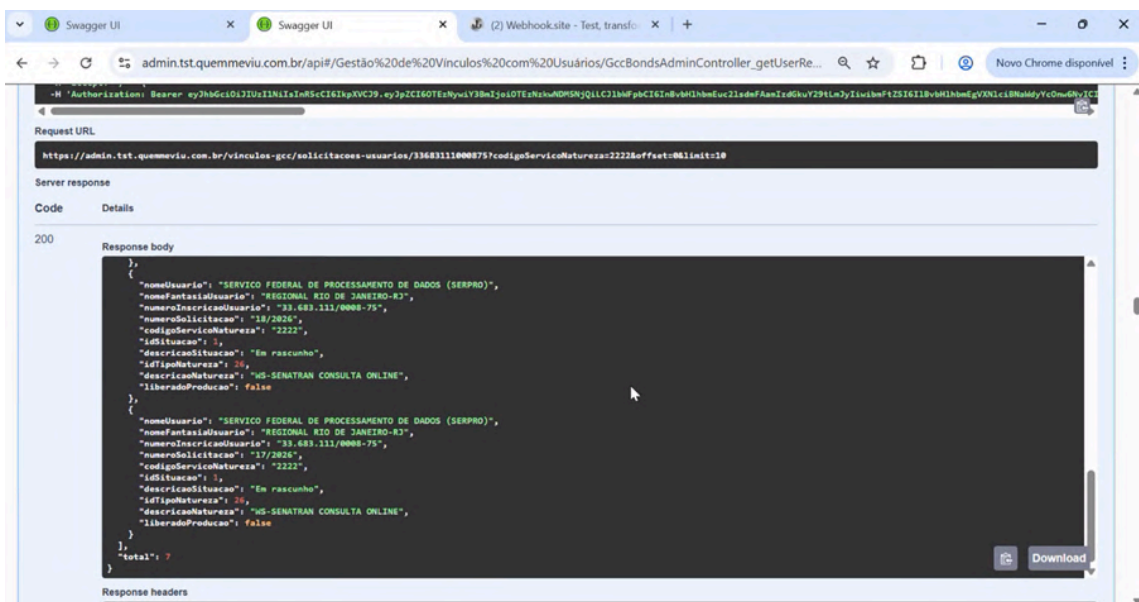 Swagger UI
Swagger UI
(2) Webhook.site - Test, transfo
admin.tst.quemmeviu.com.br/api#/Gestão%20de%20Vínculos%20com%20Usuários/GccBondsAdminController_getUserRe...
Novo Chrome disponível
-H 'Authorization: Bearer
Request URL
https://admin.tst.quemmeviu.com.br/vinculos-gcc/solicitacoes-usuarios/33683111000875?codigoServicoNatureza=2222&offset=0&limit=10
Server response
Code Details
200
Response body
},
{
"nomeUsuario": "SERVICO FEDERAL DE PROCESSAMENTO DE DADOS (SERPRO)",
"nomeFantasiaUsuario": "REGIONAL RIO DE JANEIRO-RJ",
"numeroInscricaoUsuario": "33.683.111/0008-75",
"numeroSolicitacao": "18/2026",
"codigoServicoNatureza": "2222",
"idSituacao": 1,
"descricaoSituacao": "Em rascunho",
"idTipoNatureza": 26,
"descricaoNatureza": "WS-SENATRAN CONSULTA ONLINE",
"liberadoProducao": false
},
{
"nomeUsuario": "SERVICO FEDERAL DE PROCESSAMENTO DE DADOS (SERPRO)",
"nomeFantasiaUsuario": "REGIONAL RIO DE JANEIRO-RJ",
"numeroInscricaoUsuario": "33.683.111/0008-75",
"numeroSolicitacao": "17/2026",
"codigoServicoNatureza": "2222",
"idSituacao": 1,
"descricaoSituacao": "Em rascunho",
"idTipoNatureza": 26,
"descricaoNatureza": "WS-SENATRAN CONSULTA ONLINE",
"liberadoProducao": false
}
],
"total": 7
}
Download
Response headers